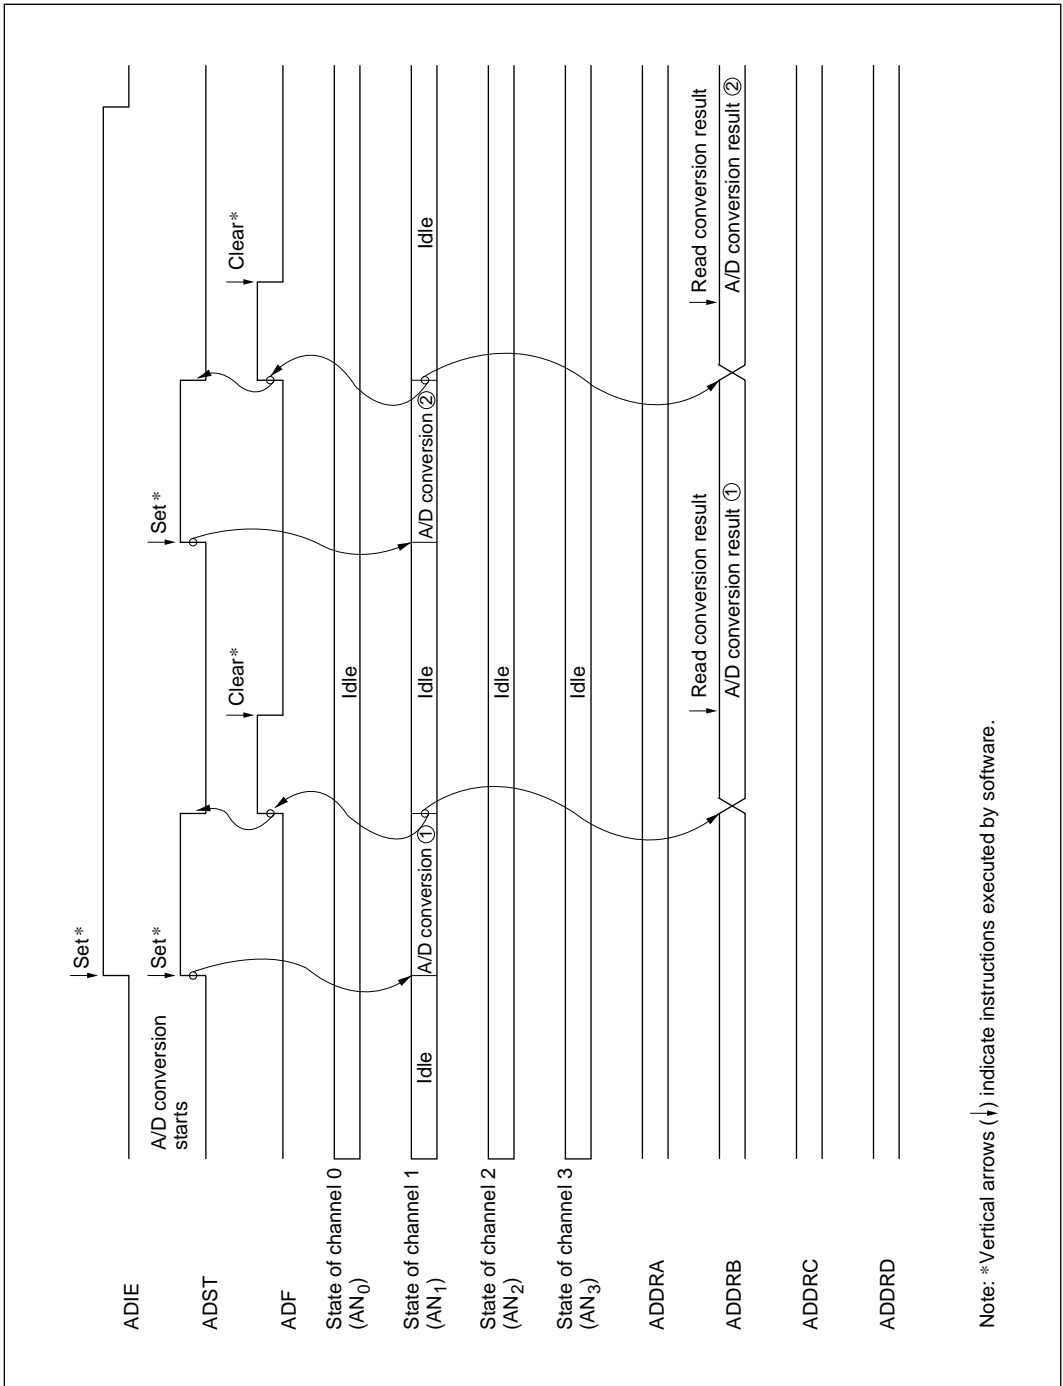 ADIE
Set*
ADST
A/D conversion
starts
Set*
Set*
ADF
Clear*
Clear*
State of channel 0
(AN0)
Idle
State of channel 1
(AN1)
Idle
A/D conversion ①
Idle
A/D conversion ②
Idle
State of channel 2
(AN2)
Idle
State of channel 3
(AN3)
Idle
ADDRA
ADDRB
Read conversion result
A/D conversion result ①
Read conversion result
A/D conversion result ②
ADDRC
ADDRD
Note: *Vertical arrows (↓) indicate instructions executed by software.